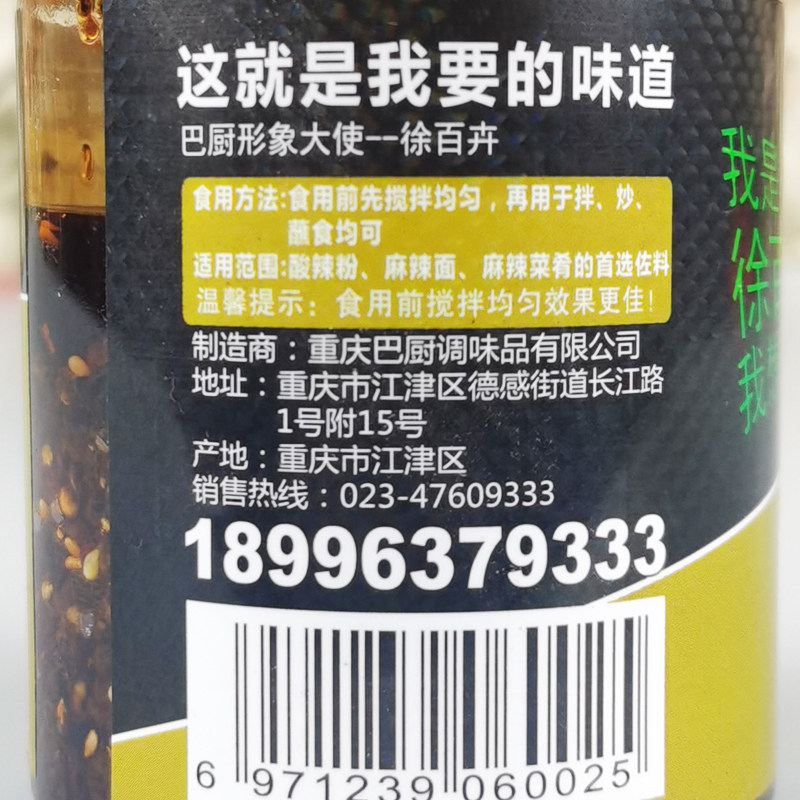 这就是我要的味道
巴厨形象大使--徐百卉
食用方法:食用前先搅拌均匀，再用于拌、炒、
蘸食均可
适用范围:酸辣粉、麻辣面、麻辣菜肴的首选佐料
温馨提示：食用前搅拌均匀效果更佳！
制造商：重庆巴厨调味品有限公司
地址：重庆市江津区德感街道长江路
1号附15号
产地：重庆市江津区
销售热线：023-47609333
18996379333
6 971239 060025
我是
徐
我